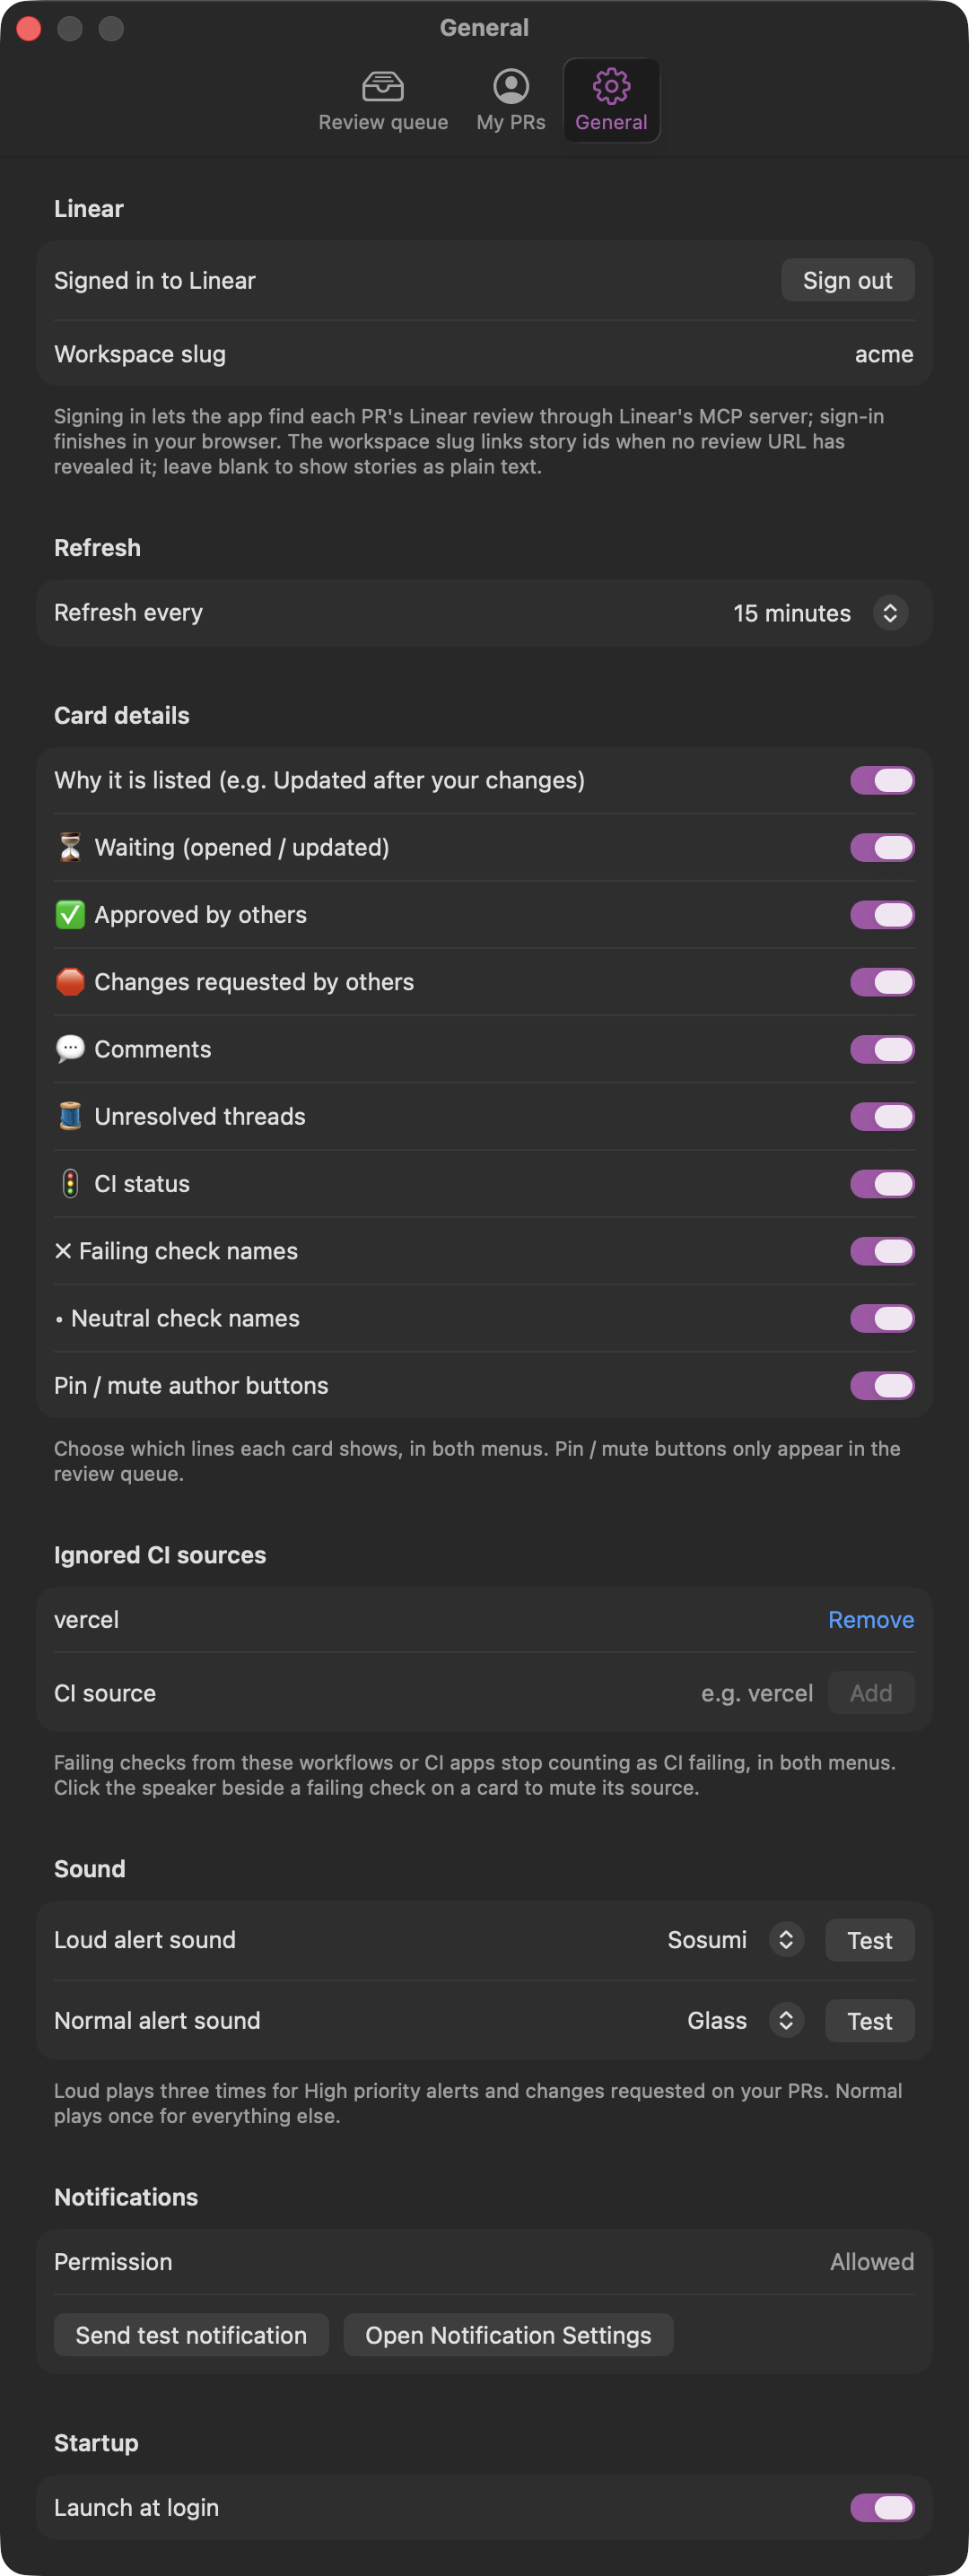 General
Review queue
My PRs
General
Linear
Signed in to Linear
Sign out
Workspace slug
acme
Signing in lets the app find each PR's Linear review through Linear's MCP server; sign-in
finishes in your browser. The workspace slug links story ids when no review URL has
revealed it; leave blank to show stories as plain text.
Refresh
Refresh every
15 minutes
Card details
Why it is listed (e.g. Updated after your changes)
⏳ Waiting (opened / updated)
✅ Approved by others
🛑 Changes requested by others
💬 Comments
🧵 Unresolved threads
🚦 CI status
✕ Failing check names
• Neutral check names
Pin / mute author buttons
Choose which lines each card shows, in both menus. Pin / mute buttons only appear in the
review queue.
Ignored CI sources
vercel
Remove
CI source
e.g. vercel
Add
Failing checks from these workflows or CI apps stop counting as CI failing, in both menus.
Click the speaker beside a failing check on a card to mute its source.
Sound
Loud alert sound
Sosumi
Test
Normal alert sound
Glass
Test
Loud plays three times for High priority alerts and changes requested on your PRs. Normal
plays once for everything else.
Notifications
Permission
Allowed
Send test notification
Open Notification Settings
Startup
Launch at login